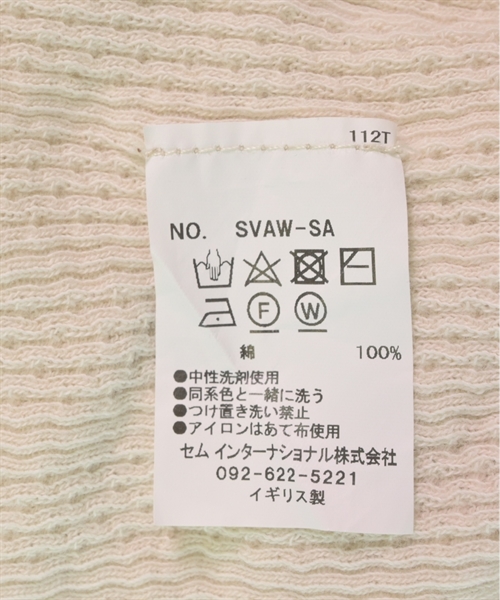 112T
NO. SVAW-SA
F W
綿 100%
●中性洗剤使用
●同系色と一緒に洗う
●つけ置き洗い禁止
●アイロンはあて布使用
セム インターナショナル株式会社
092-622-5221
イギリス製